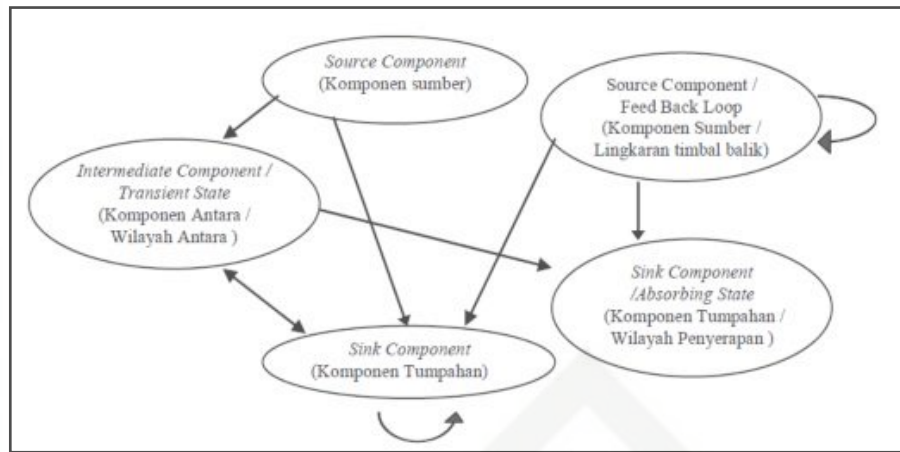 Source Component
(Komponen sumber)
Source Component /
Feed Back Loop
(Komponen Sumber /
Lingkaran timbal balik)
Intermediate Component /
Transient State
(Komponen Antara /
Wilayah Antara )
Sink Component
/Absorbing State
(Komponen Tumpahan /
Wilayah Penyerapan )
Sink Component
(Komponen Tumpahan)